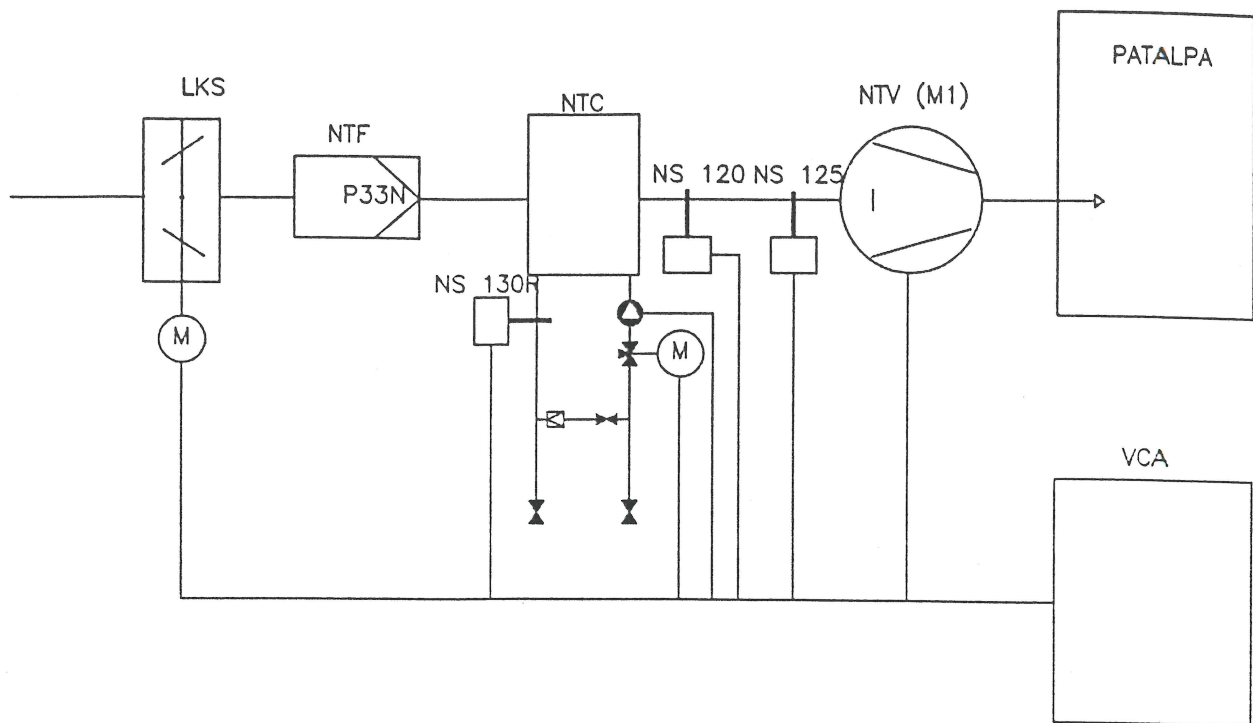 PATALPA
LKS
NTC
NTV (M1)
NTF
P33N
NS 120
NS 125
I
NS 130R
M
M
VCA